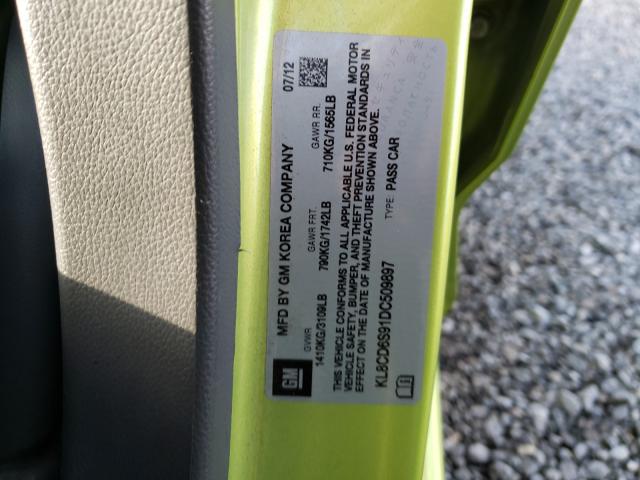 MFD BY GM KOREA COMPANY 07/12
GVWR GAWR FRT. GAWR RR.
1410KG/3109LB 790KG/1742LB 710KG/1565LB
THIS VEHICLE CONFORMS TO ALL APPLICABLE U.S. FEDERAL MOTOR
VEHICLE SAFETY, BUMPER, AND THEFT PREVENTION STANDARDS IN
EFFECT ON THE DATE OF MANUFACTURE SHOWN ABOVE.
KL8CD6S91DC509897 TYPE: PASS CAR
GM